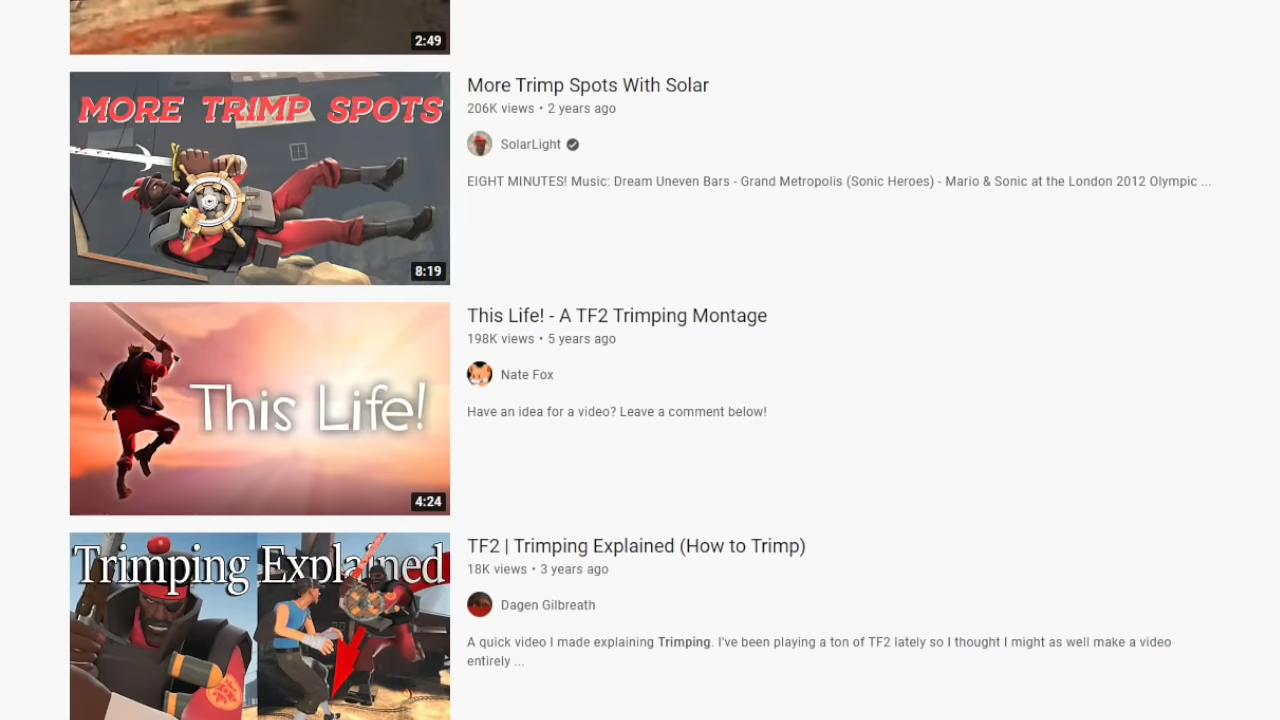 2:49
MORE TRIMP SPOTS
8:19
More Trimp Spots With Solar
206K views • 2 years ago
SolarLight
EIGHT MINUTES! Music: Dream Uneven Bars - Grand Metropolis (Sonic Heroes) - Mario & Sonic at the London 2012 Olympic ...
This Life!
4:24
This Life! - A TF2 Trimping Montage
198K views • 5 years ago
Nate Fox
Have an idea for a video? Leave a comment below!
Trimping Explained
TF2 | Trimping Explained (How to Trimp)
18K views • 3 years ago
Dagen Gilbreath
A quick video I made explaining Trimping. I've been playing a ton of TF2 lately so I thought I might as well make a video
entirely ...